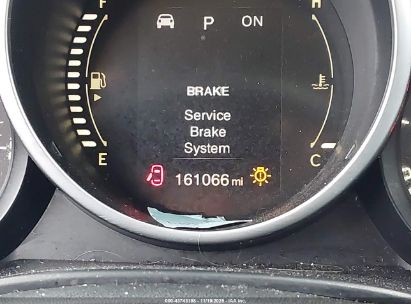 F H
P ON
BRAKE
Service
Brake
System
E C
161066 mi